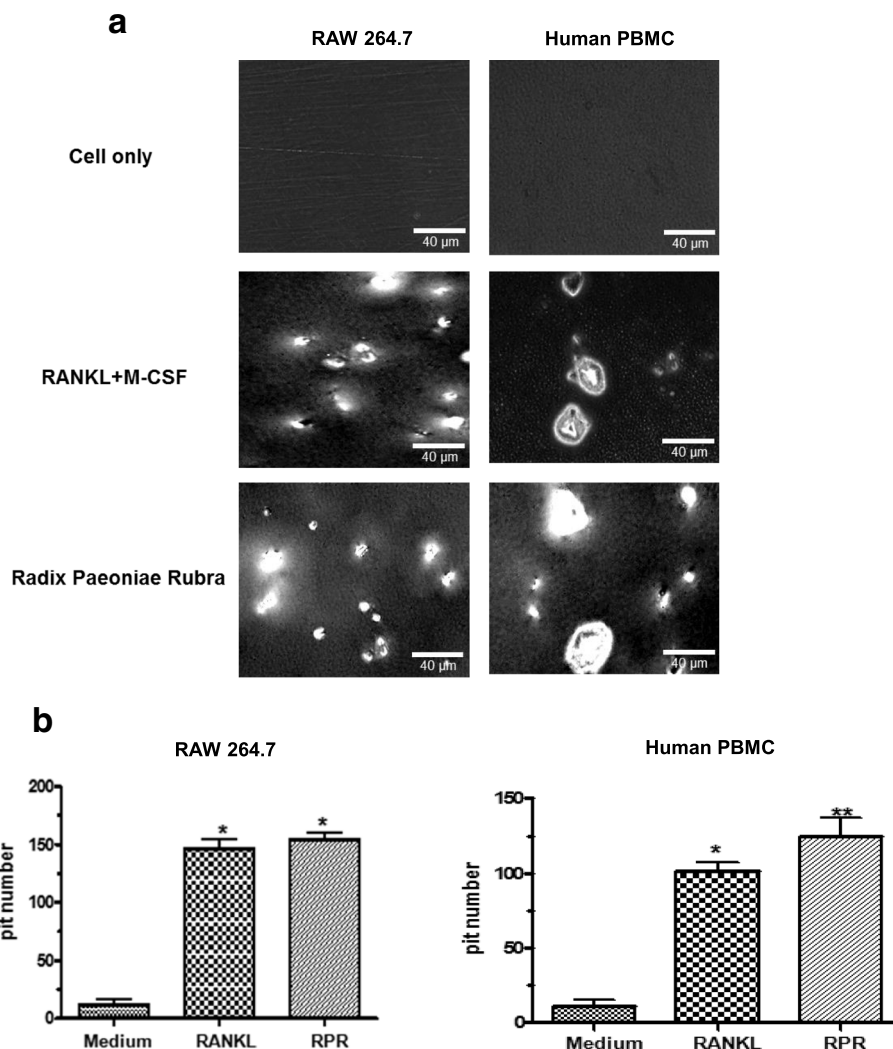 a
RAW 264.7
Human PBMC
Cell only
40 µm
40 µm
RANKL+M-CSF
40 µm
40 µm
Radix Paeoniae Rubra
40 µm
40 µm
b
RAW 264.7
Human PBMC
200
150
100
50
0
pit number
*
*
Medium
RANKL
RPR
150
100
50
0
pit number
*
**
Medium
RANKL
RPR